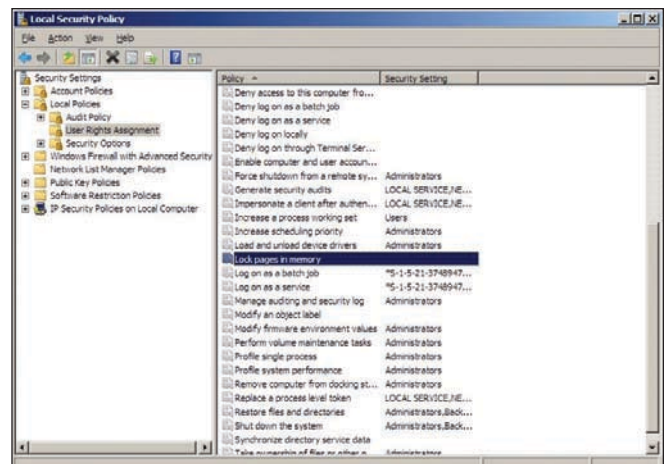 Local Security Policy
File Action View Help
Security Settings
Account Policies
Local Policies
Audit Policy
User Rights Assignment
Security Options
Windows Firewall with Advanced Security
Network List Manager Policies
Public Key Policies
Software Restriction Policies
IP Security Policies on Local Computer
Policy Security Setting
Deny access to this computer fro...
Deny log on as a batch job
Deny log on as a service
Deny log on locally
Deny log on through Terminal Ser...
Enable computer and user accoun...
Force shutdown from a remote sy... Administrators
Generate security audits LOCAL SERVICE,NE...
Impersonate a client after authen... LOCAL SERVICE,NE...
Increase a process working set Users
Increase scheduling priority Administrators
Load and unload device drivers Administrators
Lock pages in memory
Log on as a batch job *S-1-5-21-3748947...
Log on as a service *S-1-5-21-3748947...
Manage auditing and security log Administrators
Modify an object label
Modify firmware environment values Administrators
Perform volume maintenance tasks Administrators
Profile single process Administrators
Profile system performance Administrators
Remove computer from docking st... Administrators
Replace a process level token LOCAL SERVICE,NE...
Restore files and directories Administrators,Back...
Shut down the system Administrators,Back...
Synchronize directory service data
Take ownership of files or other o... Administrators